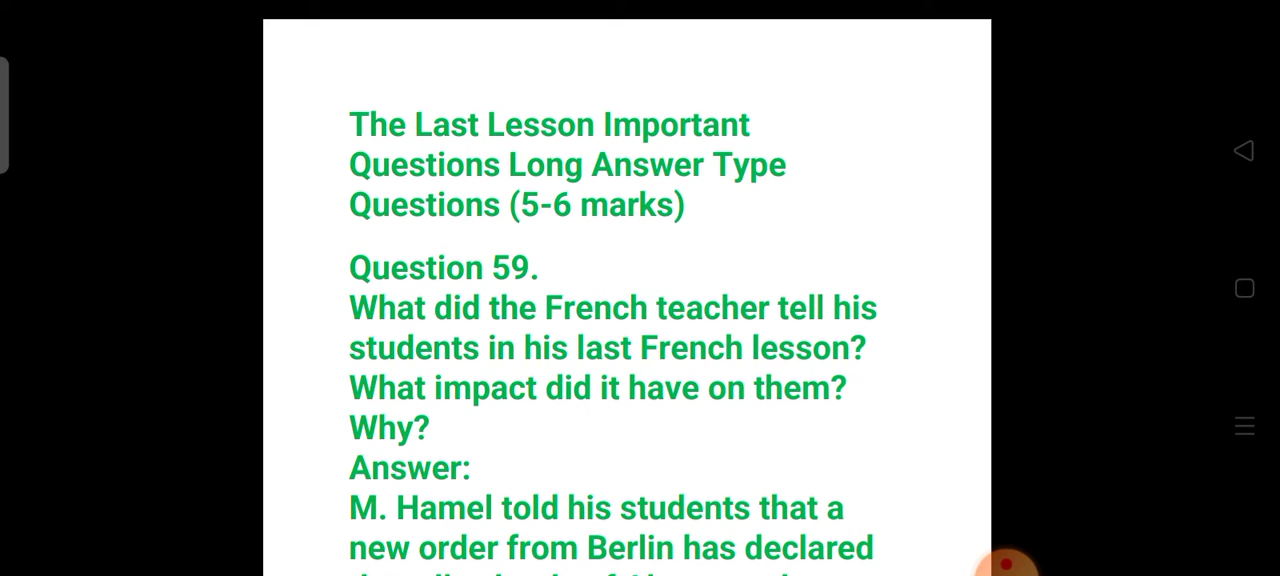 The Last Lesson Important
Questions Long Answer Type
Questions (5-6 marks)
Question 59.
What did the French teacher tell his
students in his last French lesson?
What impact did it have on them?
Why?
Answer:
M. Hamel told his students that a
new order from Berlin has declared